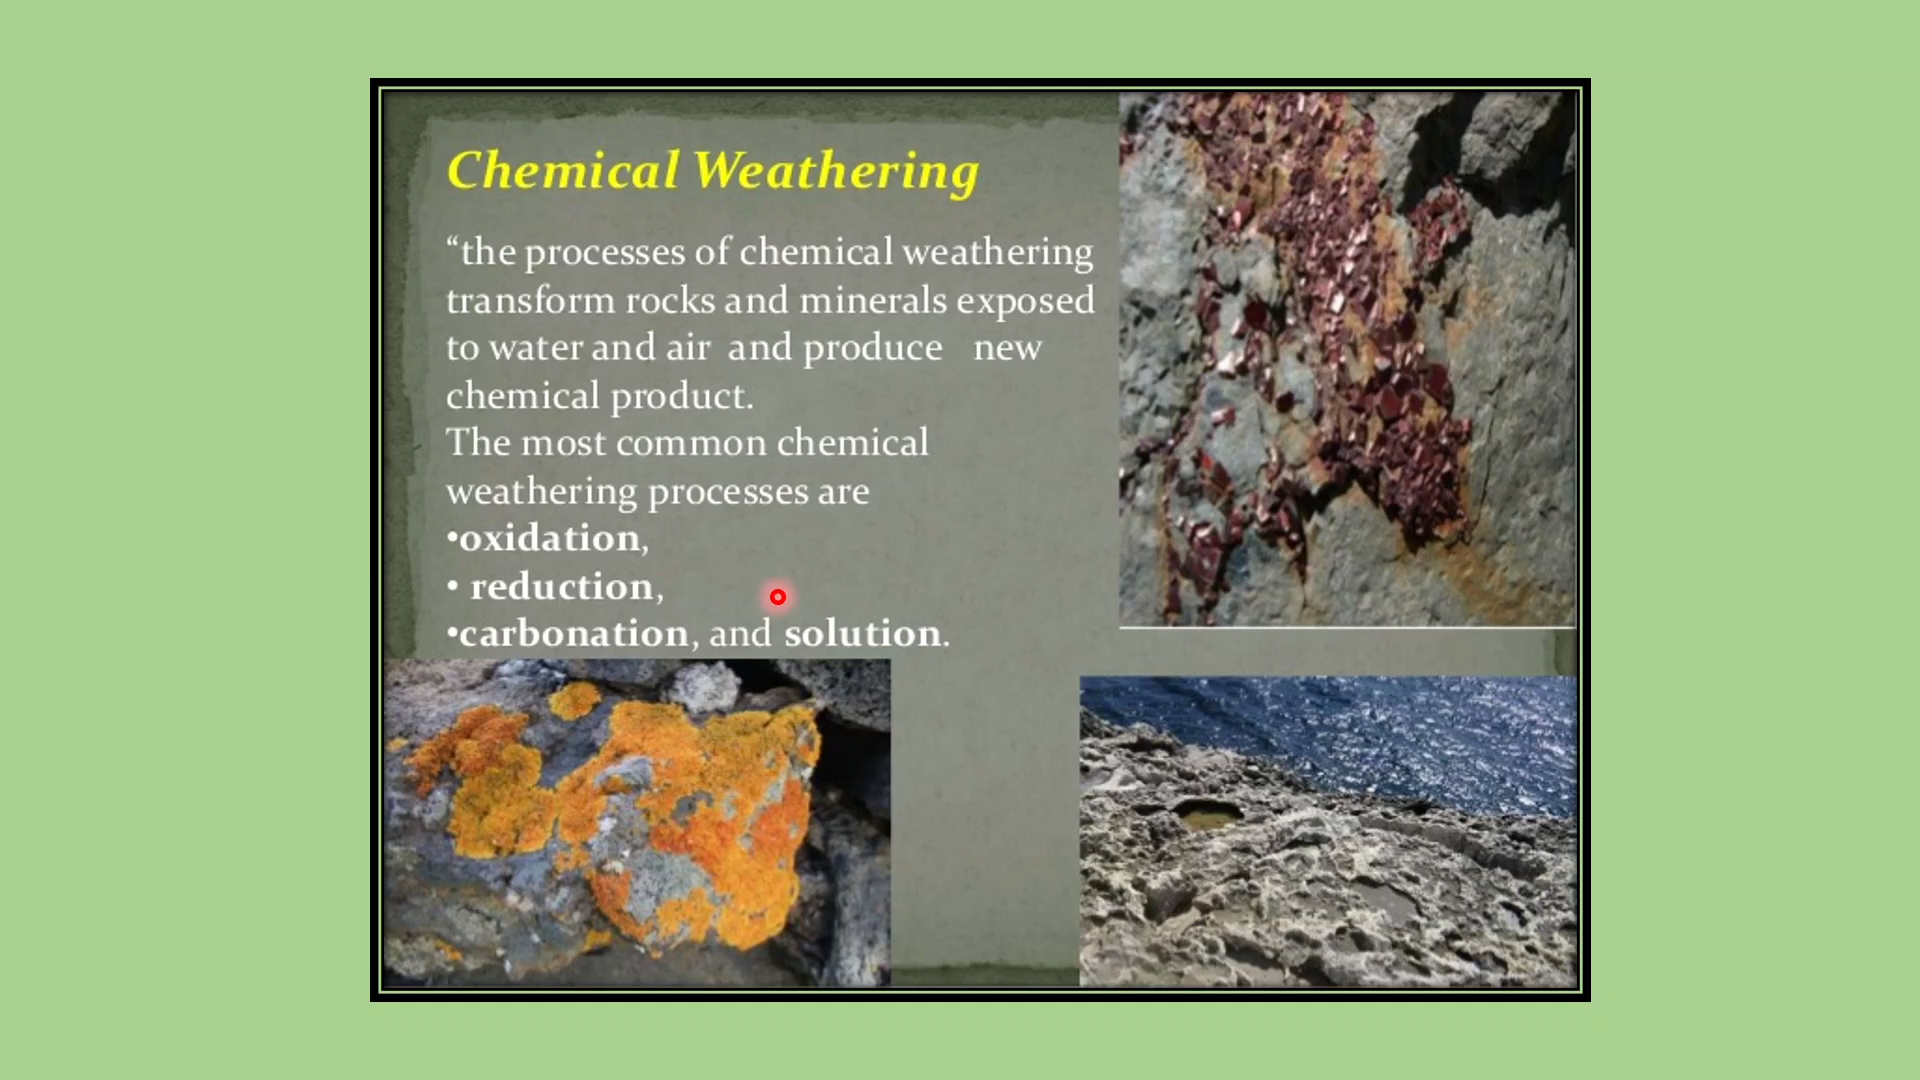 Chemical Weathering
“the processes of chemical weathering
transform rocks and minerals exposed
to water and air and produce new
chemical product.
The most common chemical
weathering processes are
•oxidation,
• reduction,
•carbonation, and solution.